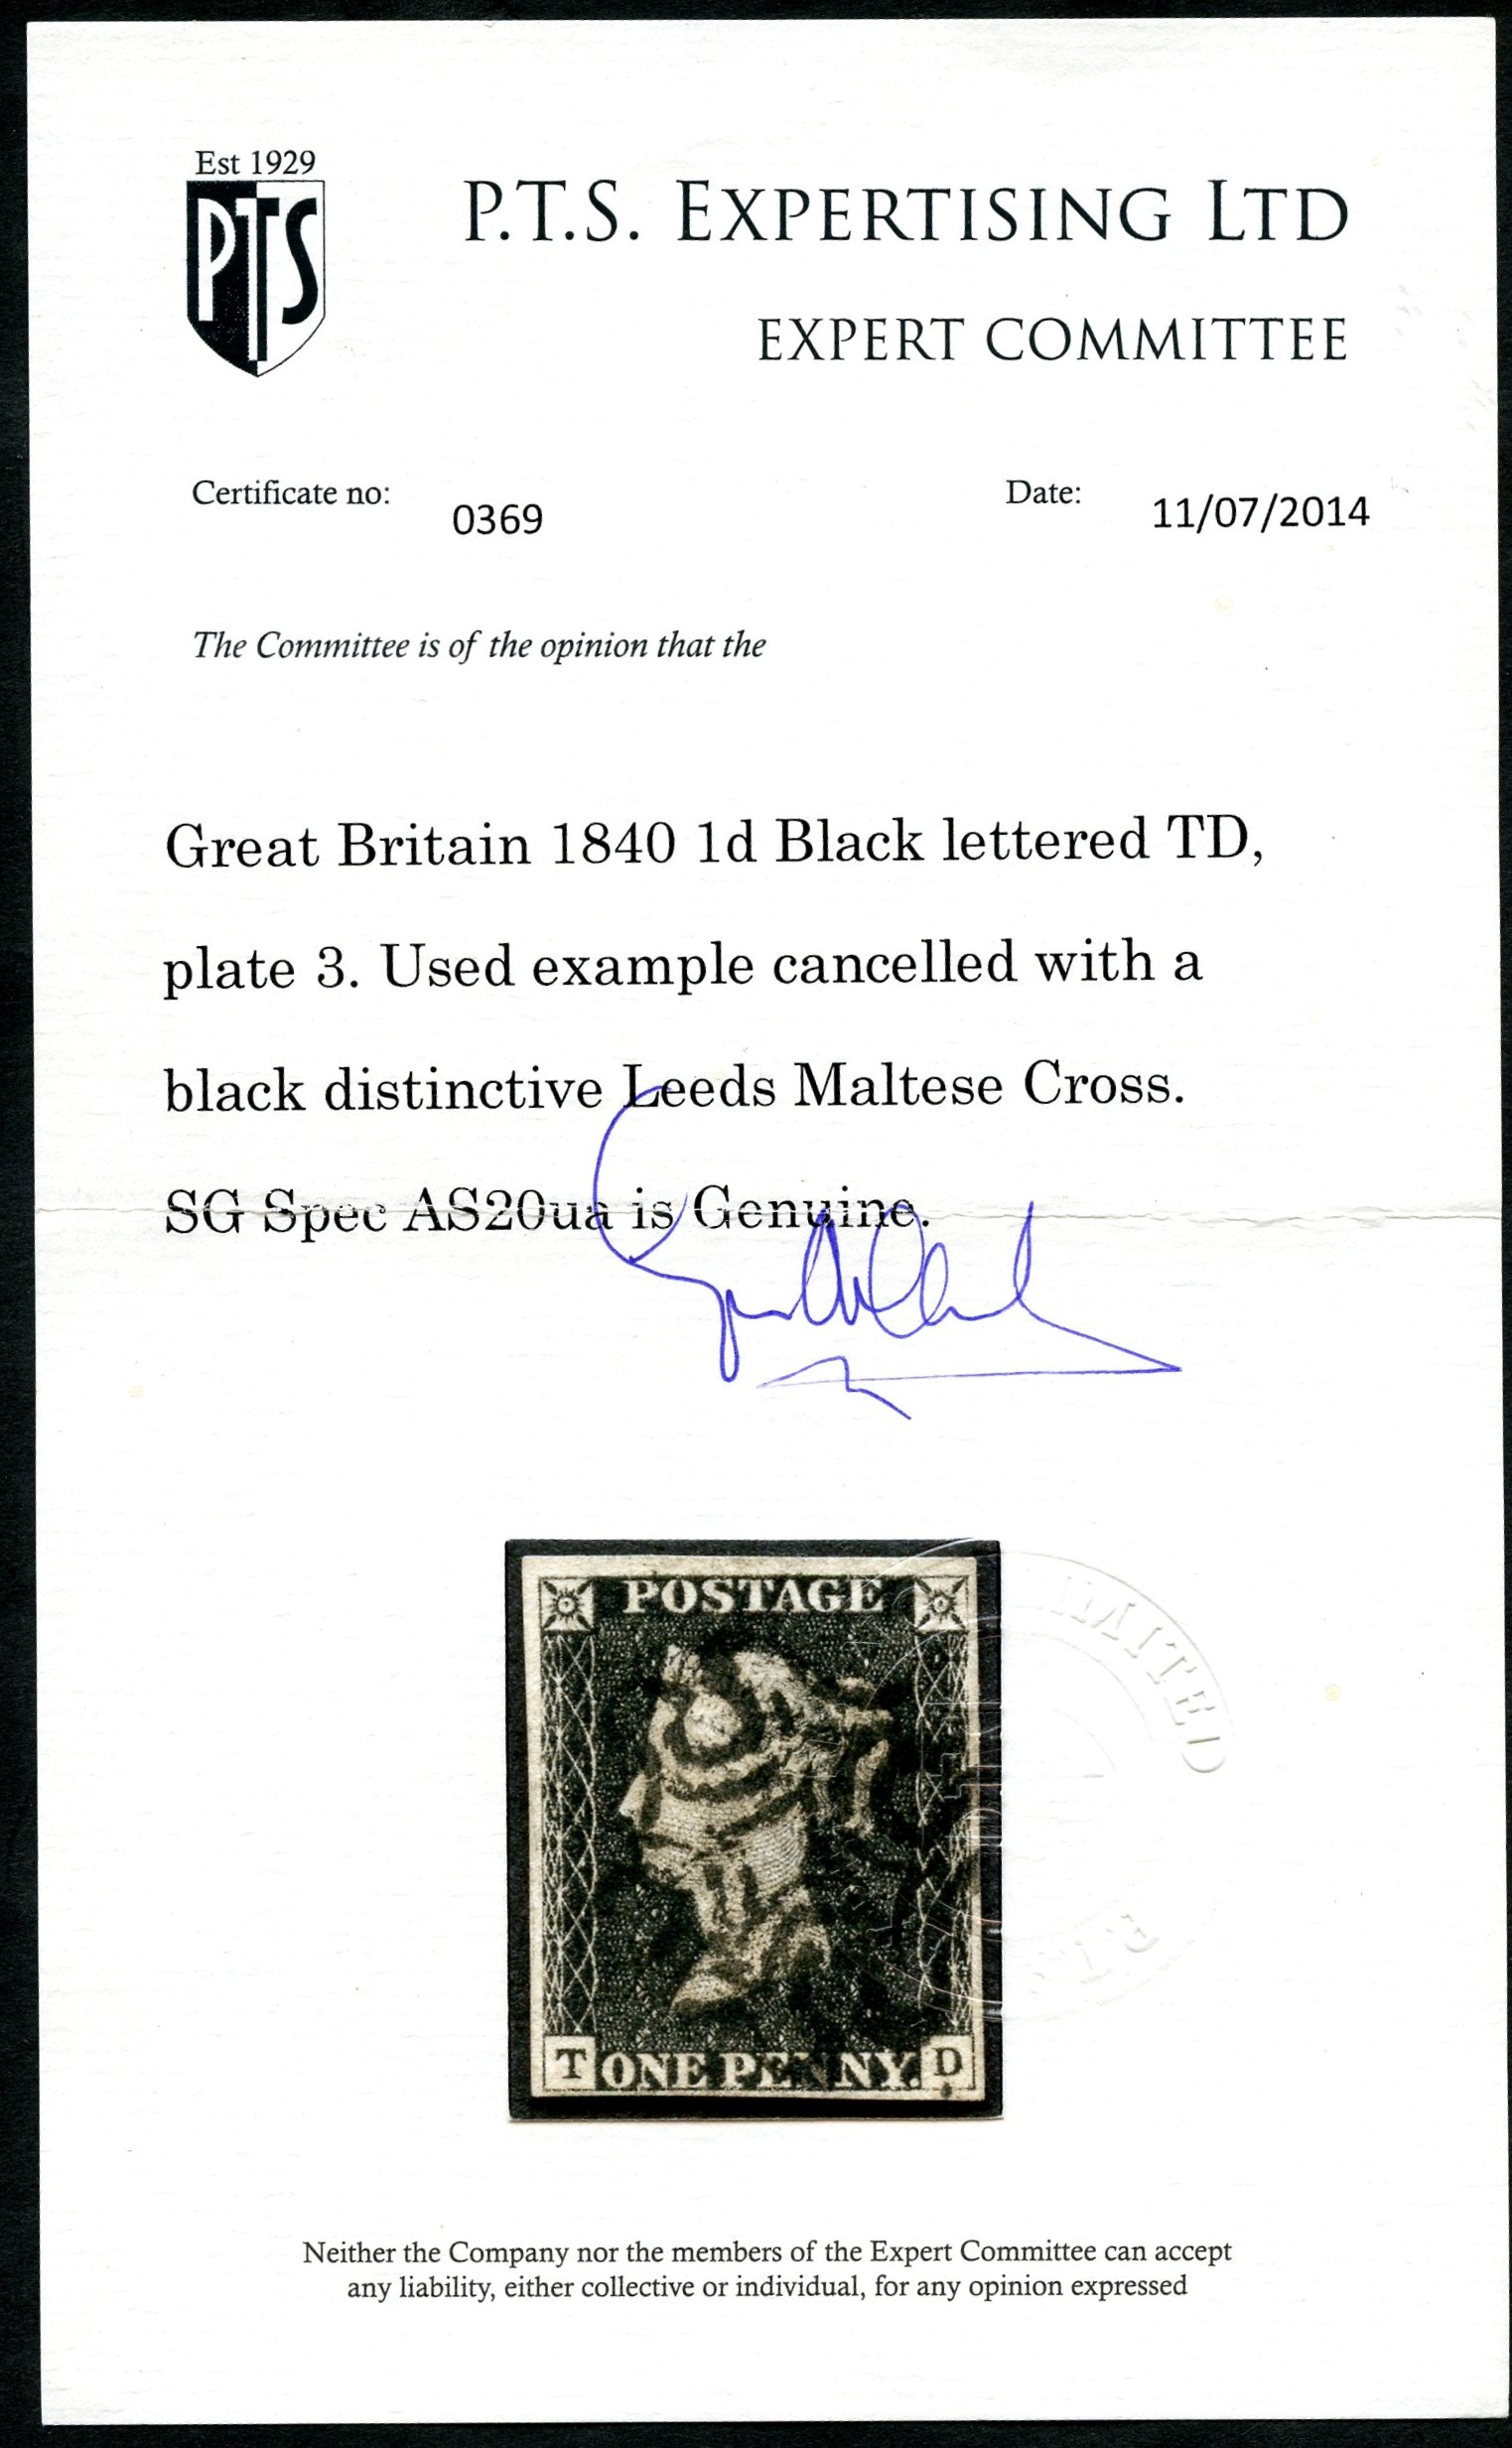 Est 1929
PTS
P.T.S. EXPERTISING LTD
EXPERT COMMITTEE
Certificate no: 0369
Date: 11/07/2014
The Committee is of the opinion that the
Great Britain 1840 1d Black lettered TD,
plate 3. Used example cancelled with a
black distinctive Leeds Maltese Cross.
SG Spec AS20ua is Genuine.
POSTAGE
T ONE PENNY. D
LIMITED
PTS
Neither the Company nor the members of the Expert Committee can accept
any liability, either collective or individual, for any opinion expressed